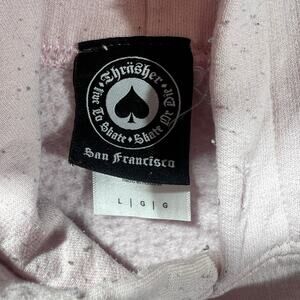 Thrasher
Live To Skate • Skate Or Die
San Francisco
L | G | G